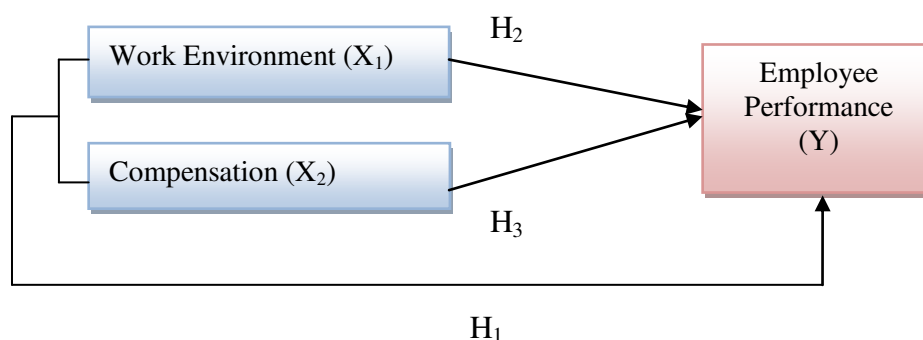 H₂
Work Environment (X₁)
Employee
Performance
(Y)
Compensation (X₂)
H₃
H₁